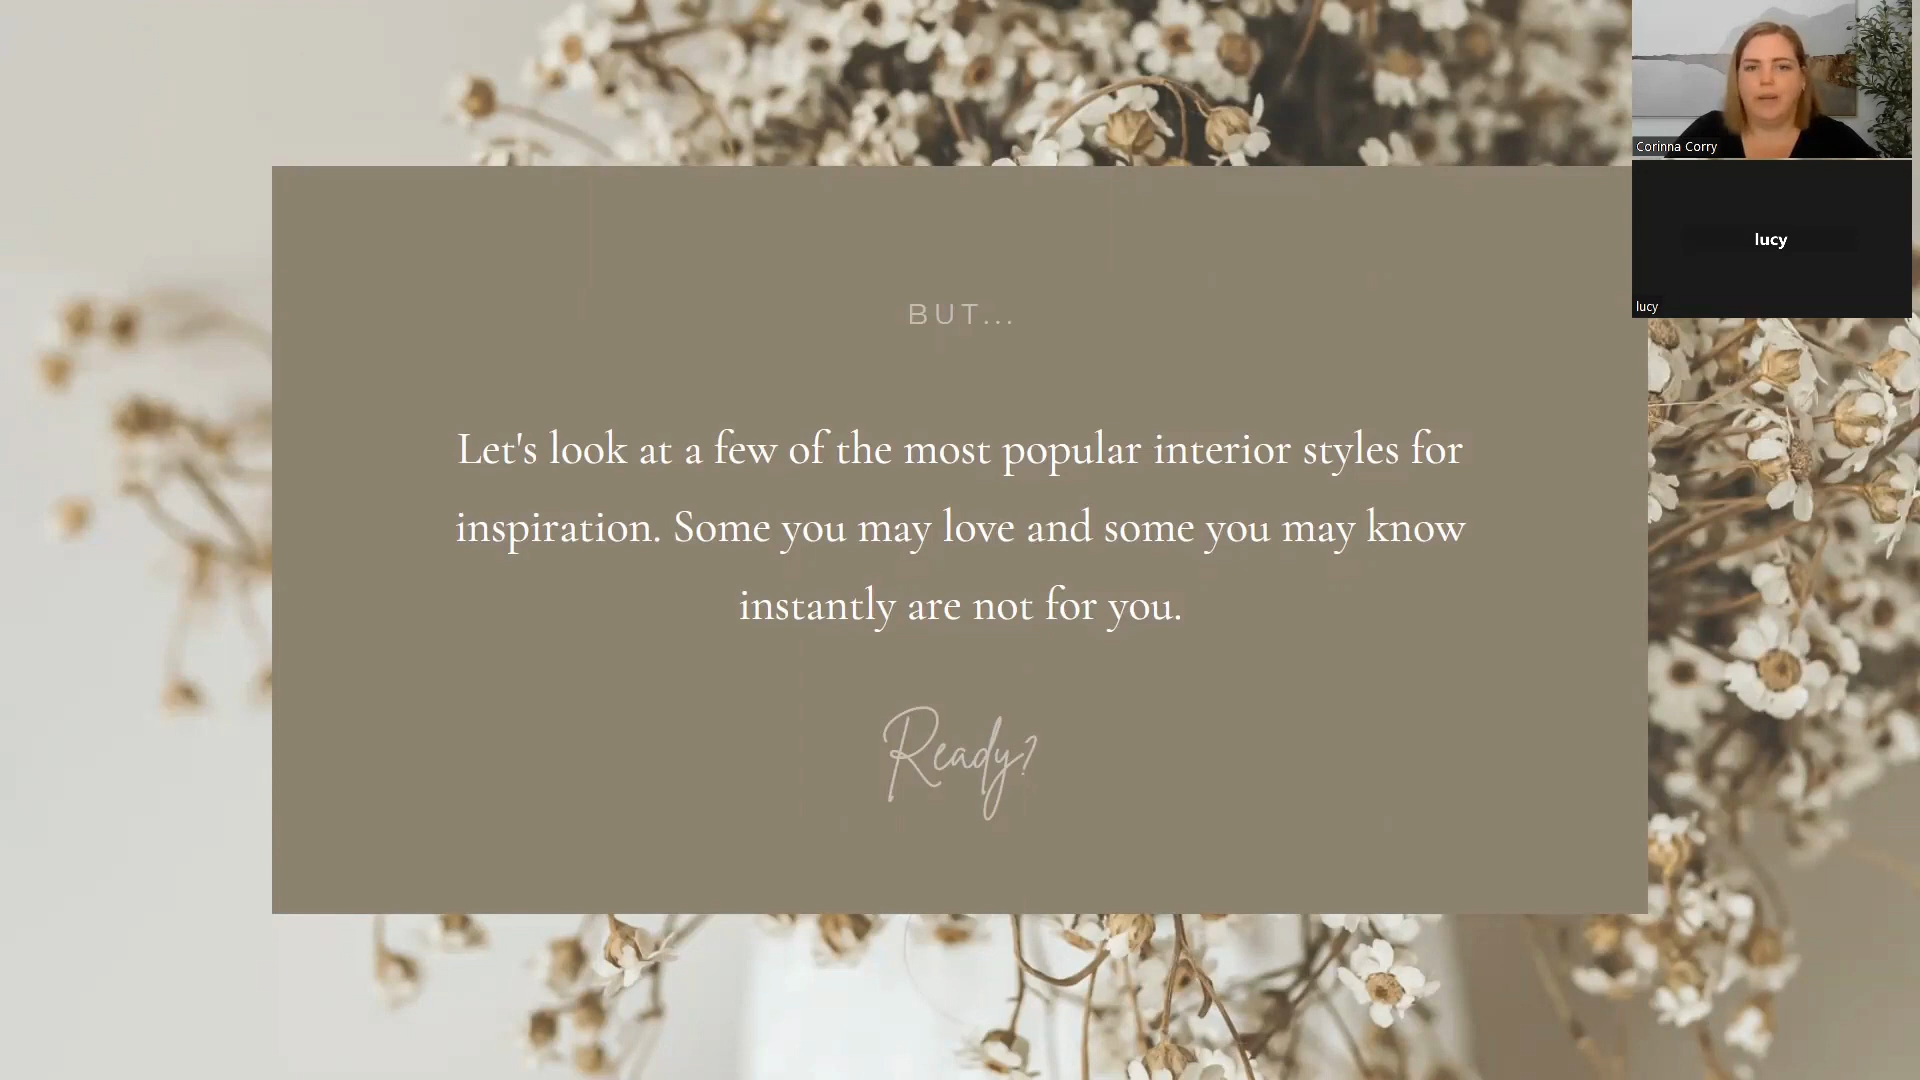 BUT...
Let's look at a few of the most popular interior styles for
inspiration. Some you may love and some you may know
instantly are not for you.
Ready?
Corinna Corry
lucy
lucy